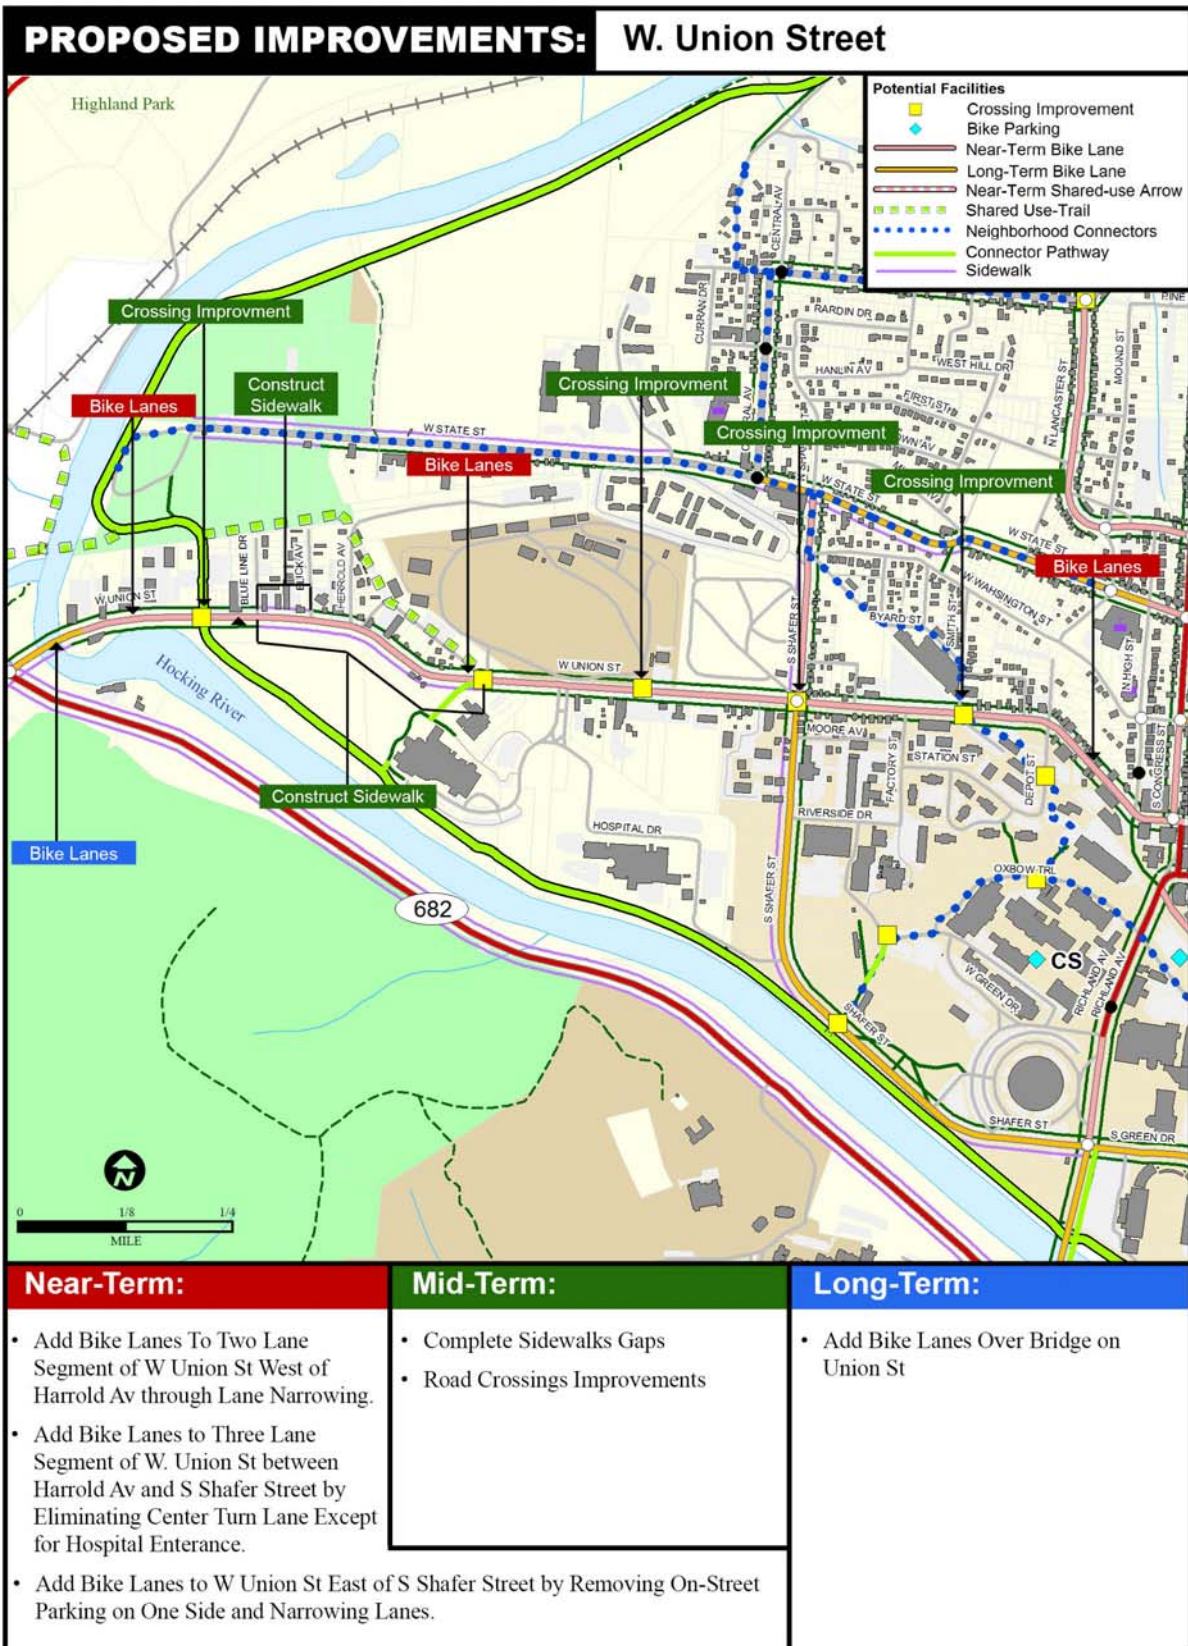 PROPOSED IMPROVEMENTS: W. Union Street
Highland Park
Potential Facilities
Crossing Improvement
Bike Parking
Near-Term Bike Lane
Long-Term Bike Lane
Near-Term Shared-use Arrow
Shared Use-Trail
Neighborhood Connectors
Connector Pathway
Sidewalk
CENTRAL AV
CURRAN DR
RARDIN DR
HANLIN AV
WEST HILL DR
FIRST ST
N LANCASTER ST
MOUND ST
Crossing Improvment
Construct
Sidewalk
Bike Lanes
Crossing Improvment
W STATE ST
Bike Lanes
Crossing Improvment
Crossing Improvment
W STATE ST
W STATE ST
Bike Lanes
W WAHSINGTON ST
BLUE LINE DR
BLICK AV
HERROLD AV
W UNION ST
S SHAFER ST
BYARD ST
SMITH ST
N HIGH ST
W UNION ST
Hocking River
MOORE AV
FACTORY ST
STATION ST
DEPOT ST
S CONGRESS ST
Construct Sidewalk
RIVERSIDE DR
HOSPITAL DR
Bike Lanes
OXBOW TRL
S SHAFER ST
682
CS
W GREEN DR
RICHLAND AV
RICHLAND AV
SHAFER ST
SHAFER ST
S GREEN DR
N
0 1/8 1/4
MILE
Near-Term:
• Add Bike Lanes To Two Lane
Segment of W Union St West of
Harrold Av through Lane Narrowing.
• Add Bike Lanes to Three Lane
Segment of W. Union St between
Harrold Av and S Shafer Street by
Eliminating Center Turn Lane Except
for Hospital Enterance.
• Add Bike Lanes to W Union St East of S Shafer Street by Removing On-Street
Parking on One Side and Narrowing Lanes.
Mid-Term:
• Complete Sidewalks Gaps
• Road Crossings Improvements
Long-Term:
• Add Bike Lanes Over Bridge on
Union St